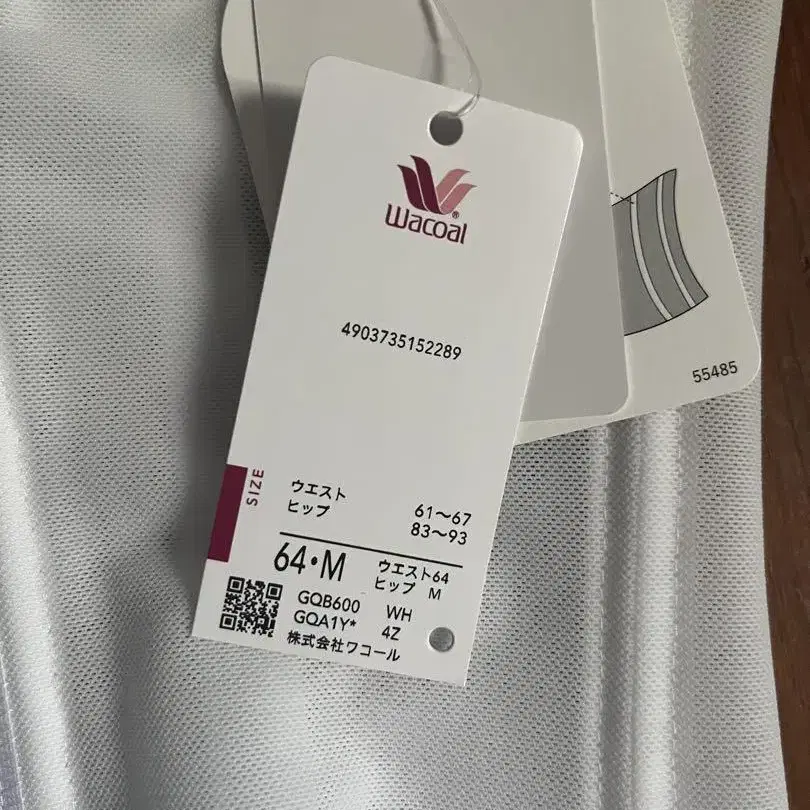 Wacoal®
4903735152289
55485
SIZE
ウエスト 61～67
ヒップ 83～93
64・M ウエスト64
ヒップ M
GQB600 WH
GQA1Y* 4Z
株式会社ワコール